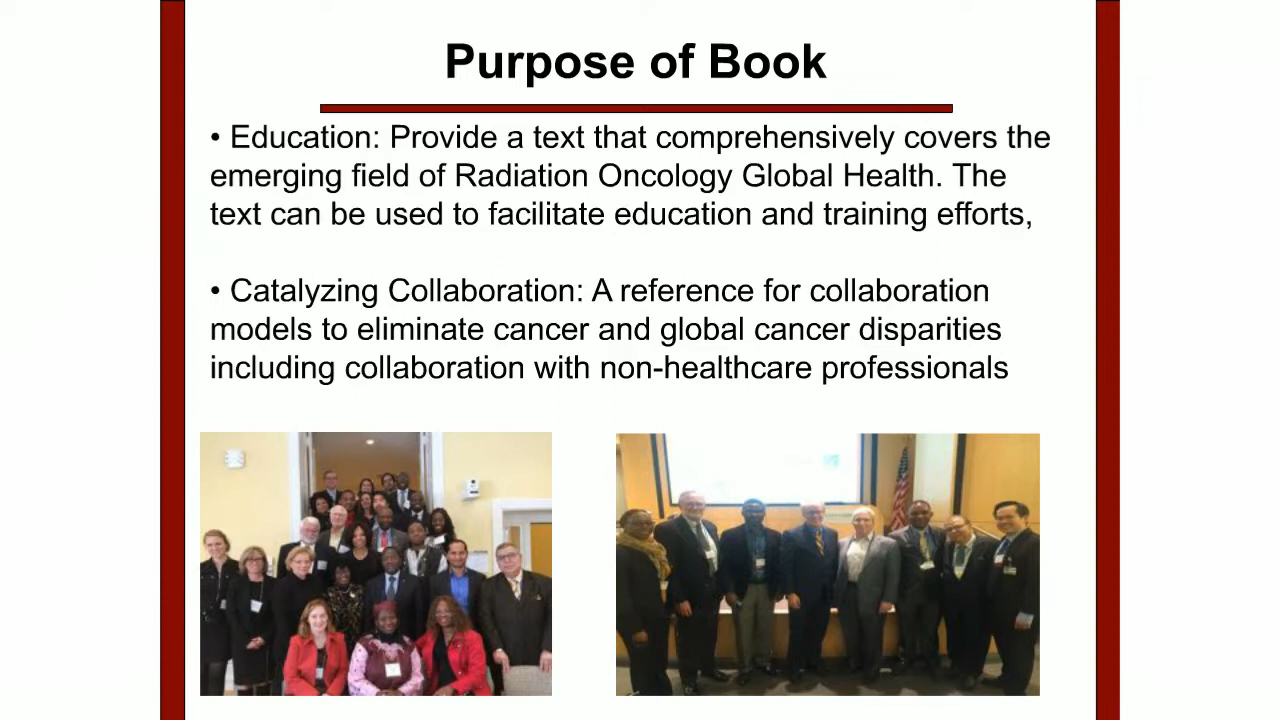 Purpose of Book
• Education: Provide a text that comprehensively covers the
emerging field of Radiation Oncology Global Health. The
text can be used to facilitate education and training efforts,
• Catalyzing Collaboration: A reference for collaboration
models to eliminate cancer and global cancer disparities
including collaboration with non-healthcare professionals